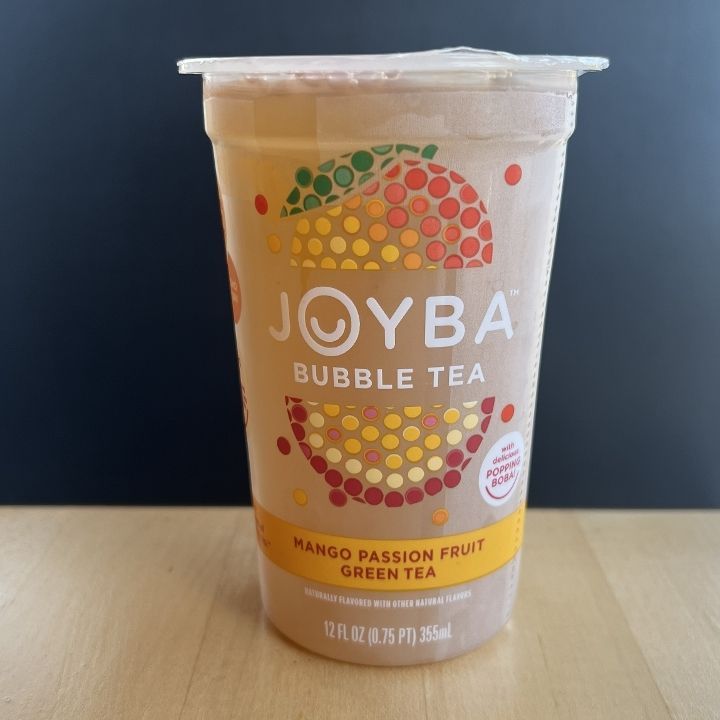 JOYBA™
BUBBLE TEA
with
delicious
POPPING
BOBA!
MANGO PASSION FRUIT
GREEN TEA
NATURALLY FLAVORED WITH OTHER NATURAL FLAVORS
12 FL OZ (0.75 PT) 355mL